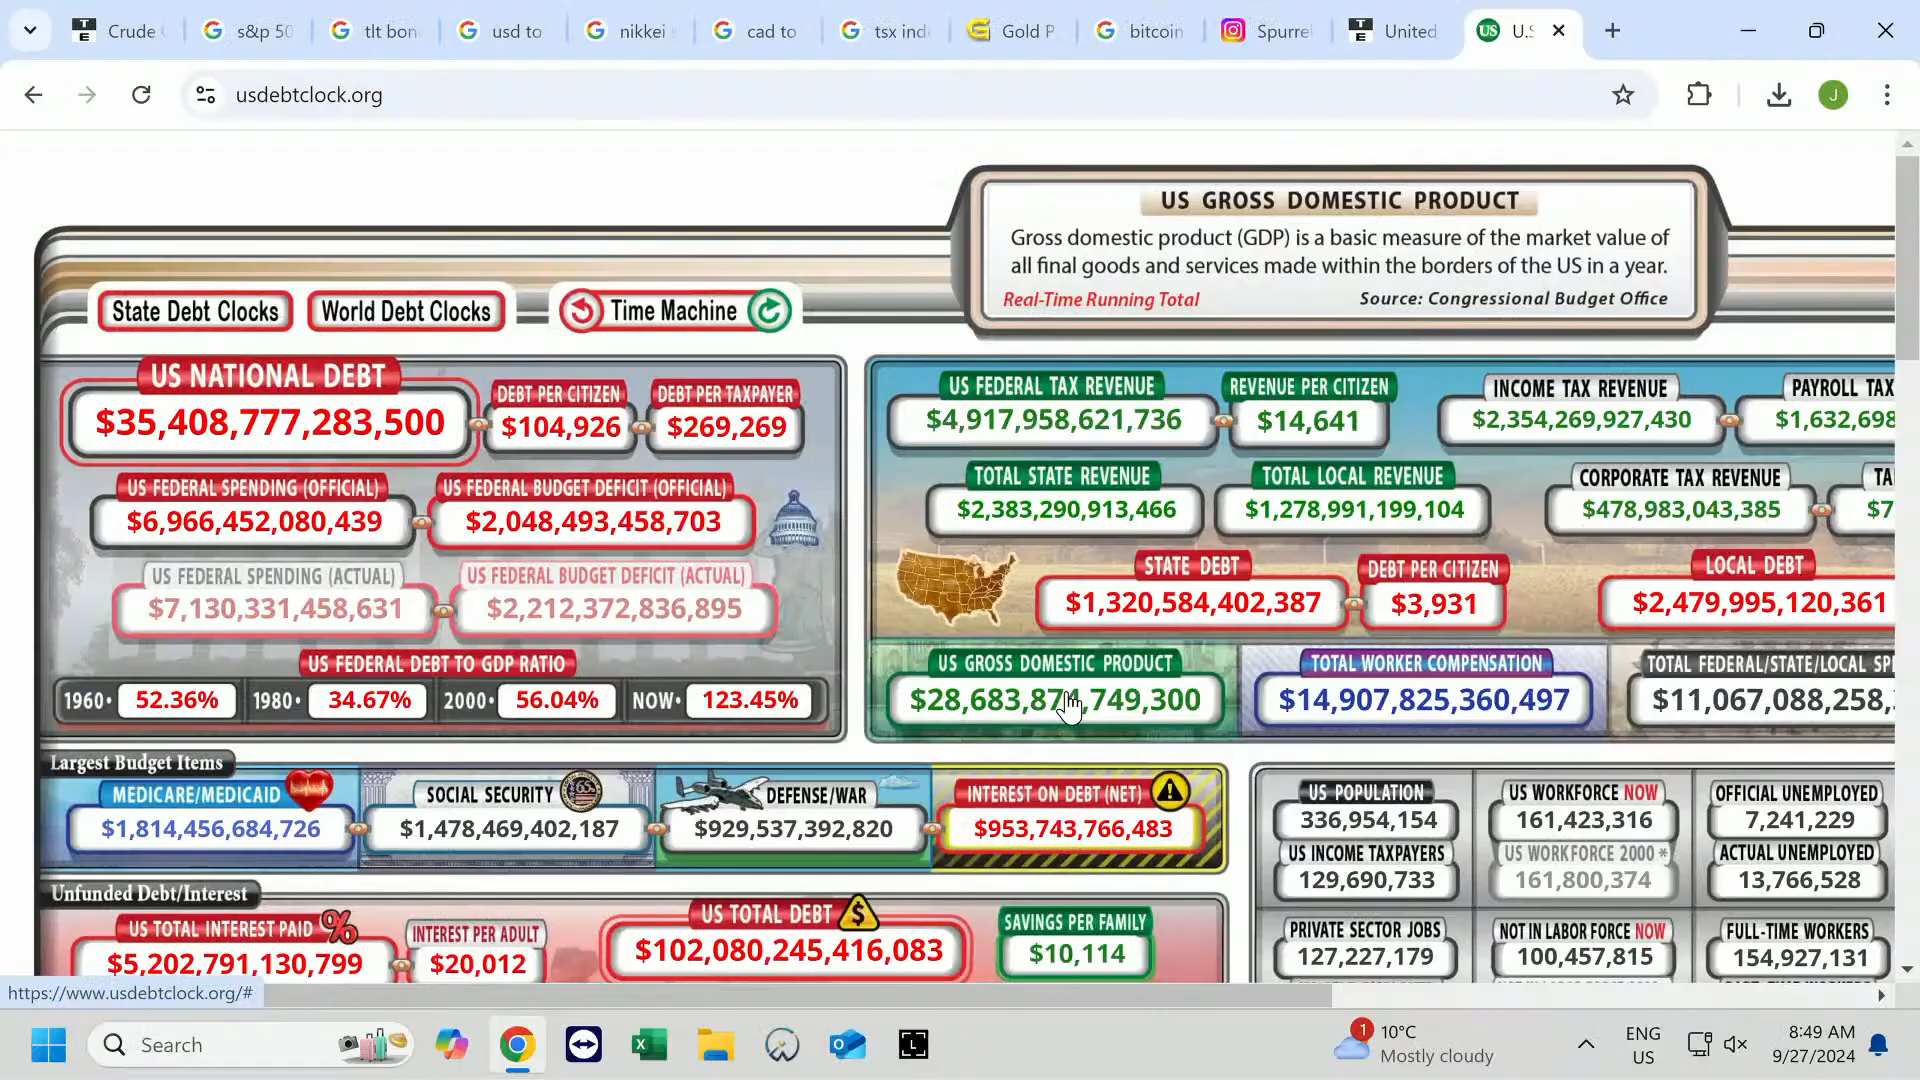 Crude
s&p 50
tlt bon
usd to
nikkei
cad to
tsx ind
Gold P
bitcoin
Spurre
United
U.S
usdebtclock.org
US GROSS DOMESTIC PRODUCT
Gross domestic product (GDP) is a basic measure of the market value of
all final goods and services made within the borders of the US in a year.
Real-Time Running Total
Source: Congressional Budget Office
State Debt Clocks
World Debt Clocks
Time Machine
US NATIONAL DEBT
$35,408,777,283,500
DEBT PER CITIZEN
$104,926
DEBT PER TAXPAYER
$269,269
US FEDERAL SPENDING (OFFICIAL)
$6,966,452,080,439
US FEDERAL BUDGET DEFICIT (OFFICIAL)
$2,048,493,458,703
US FEDERAL SPENDING (ACTUAL)
$7,130,331,458,631
US FEDERAL BUDGET DEFICIT (ACTUAL)
$2,212,372,836,895
US FEDERAL DEBT TO GDP RATIO
1960• 52.36%
1980• 34.67%
2000• 56.04%
NOW• 123.45%
US FEDERAL TAX REVENUE
$4,917,958,621,736
REVENUE PER CITIZEN
$14,641
INCOME TAX REVENUE
$2,354,269,927,430
PAYROLL TAX
$1,632,698
TOTAL STATE REVENUE
$2,383,290,913,466
TOTAL LOCAL REVENUE
$1,278,991,199,104
CORPORATE TAX REVENUE
$478,983,043,385
TA
$7
STATE DEBT
$1,320,584,402,387
DEBT PER CITIZEN
$3,931
LOCAL DEBT
$2,479,995,120,361
US GROSS DOMESTIC PRODUCT
TOTAL WORKER COMPENSATION
$14,907,825,360,497
TOTAL FEDERAL/STATE/LOCAL SP
$11,067,088,258,
Largest Budget Items
MEDICARE/MEDICAID
$1,814,456,684,726
SOCIAL SECURITY
$1,478,469,402,187
DEFENSE/WAR
$929,537,392,820
INTEREST ON DEBT (NET)
$953,743,766,483
Unfunded Debt/Interest
US TOTAL INTEREST PAID
$5,202,791,130,799
INTEREST PER ADULT
$20,012
US TOTAL DEBT
$102,080,245,416,083
SAVINGS PER FAMILY
$10,114
US POPULATION
336,954,154
US INCOME TAXPAYERS
129,690,733
US WORKFORCE NOW
161,423,316
US WORKFORCE 2000 *
161,800,374
OFFICIAL UNEMPLOYED
7,241,229
ACTUAL UNEMPLOYED
13,766,528
PRIVATE SECTOR JOBS
127,227,179
NOT IN LABOR FORCE NOW
100,457,815
FULL-TIME WORKERS
154,927,131
https://www.usdebtclock.org/#
Search
1
10°C
Mostly cloudy
ENG
US
8:49 AM
9/27/2024